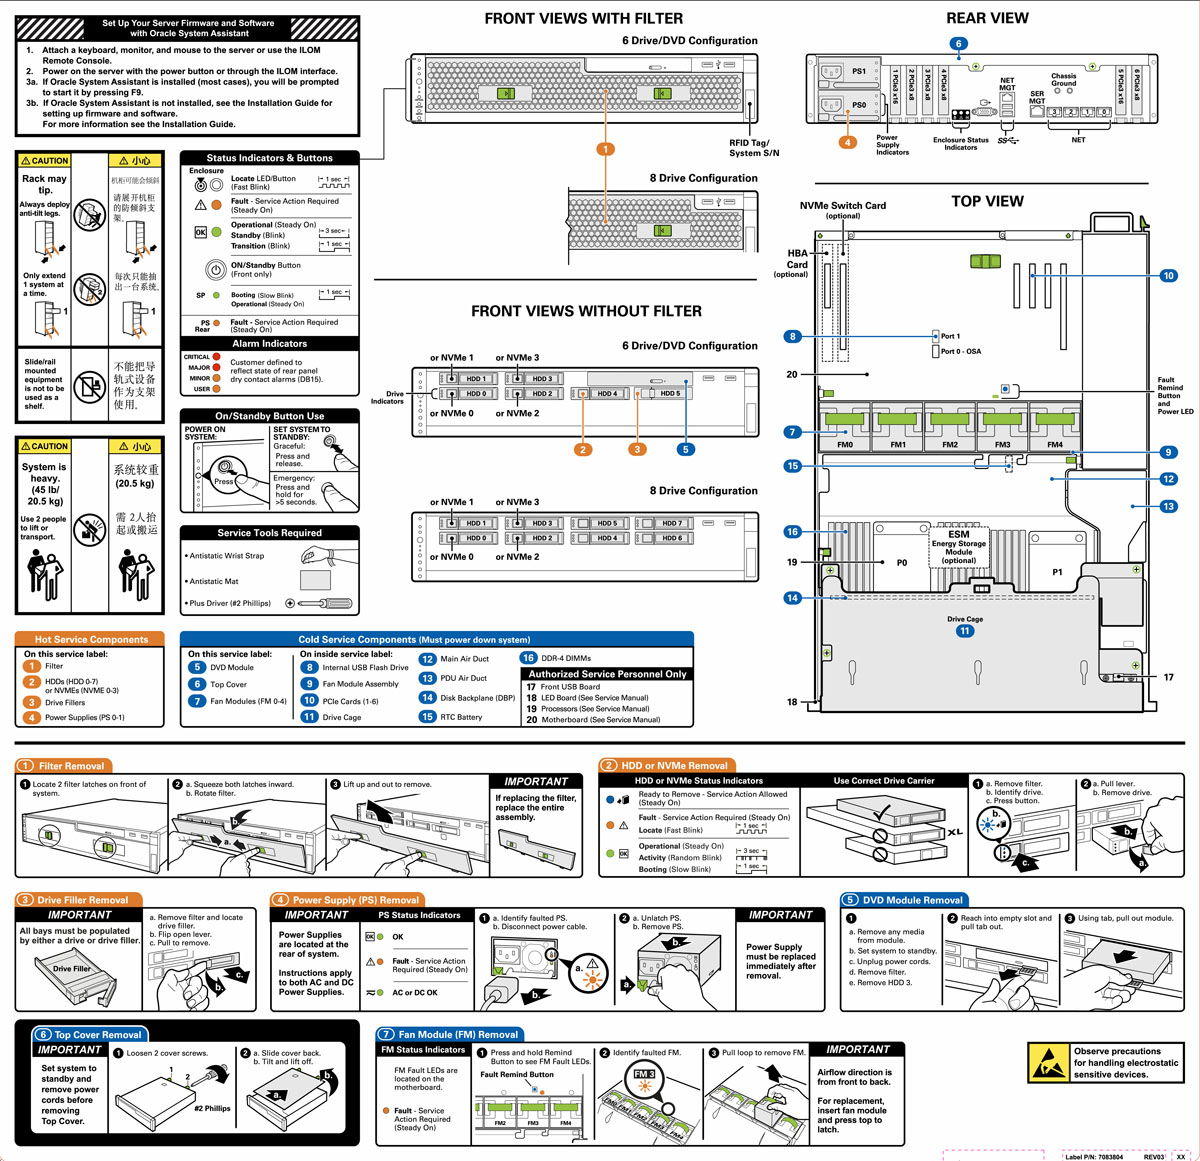 Set Up Your Server Firmware and Software
with Oracle System Assistant
1. Attach a keyboard, monitor, and mouse to the server or use the ILOM
Remote Console.
2. Power on the server with the power button or through the ILOM interface.
3a. If Oracle System Assistant is installed (most cases), you will be prompted
to start it by pressing F9.
3b. If Oracle System Assistant is not installed, see the Installation Guide for
setting up firmware and software.
For more information see the Installation Guide.
CAUTION
小心
Rack may
tip.
Always deploy
anti-tilt legs.
机柜可能会倾斜
请展开机柜
的防倾斜支
架。
Only extend
1 system at
a time.
1
2
每次只能抽
出一台系统。
1
Slide/rail
mounted
equipment
is not to be
used as a
shelf.
不能把导
轨式设备
作为支架
使用。
CAUTION
小心
System is
heavy.
(45 lb/
20.5 kg)
Use 2 people
to lift or
transport.
系统较重
(20.5 kg)
需 2人抬
起或搬运
Status Indicators & Buttons
Enclosure
Locate LED/Button
(Fast Blink)
1 sec
Fault - Service Action Required
(Steady On)
OK
Operational (Steady On)
Standby (Blink)
3 sec
Transition (Blink)
1 sec
ON/Standby Button
(Front only)
SP
Booting (Slow Blink)
Operational (Steady On)
1 sec
PS
Rear
Fault - Service Action Required
(Steady On)
Alarm Indicators
CRITICAL
MAJOR
MINOR
USER
Customer defined to
reflect state of rear panel
dry contact alarms (DB15).
On/Standby Button Use
POWER ON
SYSTEM:
Press
SET SYSTEM TO
STANDBY:
Graceful:
Press and
release.
Emergency:
Press and
hold for
>5 seconds.
Service Tools Required
• Antistatic Wrist Strap
• Antistatic Mat
• Plus Driver (#2 Phillips)
FRONT VIEWS WITH FILTER
6 Drive/DVD Configuration
RFID Tag/
System S/N
1
8 Drive Configuration
FRONT VIEWS WITHOUT FILTER
6 Drive/DVD Configuration
or NVMe 1
or NVMe 3
Drive
Indicators
HDD 1
HDD 3
HDD 0
HDD 2
HDD 4
HDD 5
or NVMe 0
or NVMe 2
2
3
5
8 Drive Configuration
or NVMe 1
or NVMe 3
HDD 1
HDD 3
HDD 5
HDD 7
HDD 0
HDD 2
HDD 4
HDD 6
or NVMe 0
or NVMe 2
REAR VIEW
6
PS1
PS0
1 PCIe3 x16
2 PCIe3 x8
3 PCIe3 x8
4 PCIe3 x8
NET
MGT
SER
MGT
Chassis
Ground
3
2
1
0
5 PCIe3 x16
6 PCIe3 x8
4
Power
Supply
Indicators
Enclosure Status
Indicators
SS
NET
TOP VIEW
NVMe Switch Card
(optional)
HBA
Card
(optional)
10
8
Port 1
Port 0 - OSA
20
Fault
Remind
Button
and
Power LED
7
FM0
FM1
FM2
FM3
FM4
9
15
12
13
16
ESM
Energy Storage
Module
(optional)
19
P0
P1
14
Drive Cage
11
17
18
Hot Service Components
On this service label:
1 Filter
2 HDDs (HDD 0-7)
or NVMEs (NVME 0-3)
3 Drive Fillers
4 Power Supplies (PS 0-1)
Cold Service Components (Must power down system)
On this service label:
5 DVD Module
6 Top Cover
7 Fan Modules (FM 0-4)
On inside service label:
8 Internal USB Flash Drive
9 Fan Module Assembly
10 PCIe Cards (1-6)
11 Drive Cage
12 Main Air Duct
13 PDU Air Duct
14 Disk Backplane (DBP)
15 RTC Battery
16 DDR-4 DIMMs
Authorized Service Personnel Only
17 Front USB Board
18 LED Board (See Service Manual)
19 Processors (See Service Manual)
20 Motherboard (See Service Manual)
1 Filter Removal
1 Locate 2 filter latches on front of
system.
2 a. Squeeze both latches inward.
b. Rotate filter.
b.
a.
3 Lift up and out to remove.
IMPORTANT
If replacing the filter,
replace the entire
assembly.
2 HDD or NVMe Removal
HDD or NVMe Status Indicators
Ready to Remove - Service Action Allowed
(Steady On)
Fault - Service Action Required (Steady On)
Locate (Fast Blink)
1 sec
OK
Operational (Steady On)
Activity (Random Blink)
3 sec
Booting (Slow Blink)
1 sec
Use Correct Drive Carrier
XL
1 a. Remove filter.
b. Identify drive.
c. Press button.
b.
c.
2 a. Pull lever.
b. Remove drive.
b.
a.
3 Drive Filler Removal
IMPORTANT
All bays must be populated
by either a drive or drive filler.
Drive Filler
a. Remove filter and locate
drive filler.
b. Flip open lever.
c. Pull to remove.
c.
b.
4 Power Supply (PS) Removal
IMPORTANT
Power Supplies
are located at the
rear of system.
Instructions apply
to both AC and DC
Power Supplies.
PS Status Indicators
OK
OK
Fault - Service Action
Required (Steady On)
AC or DC OK
1 a. Identify faulted PS.
b. Disconnect power cable.
a.
b.
2 a. Unlatch PS.
b. Remove PS.
b.
a.
IMPORTANT
Power Supply
must be replaced
immediately after
removal.
5 DVD Module Removal
1
a. Remove any media
from module.
b. Set system to standby.
c. Unplug power cords.
d. Remove filter.
e. Remove HDD 3.
2 Reach into empty slot and
pull tab out.
3 Using tab, pull out module.
6 Top Cover Removal
IMPORTANT
Set system to
standby and
remove power
cords before
removing
Top Cover.
1 Loosen 2 cover screws.
1
2
#2 Phillips
2 a. Slide cover back.
b. Tilt and lift off.
b.
a.
7 Fan Module (FM) Removal
FM Status Indicators
FM Fault LEDs are
located on the
motherboard.
Fault - Service
Action Required
(Steady On)
1 Press and hold Remind
Button to see FM Fault LEDs.
Fault Remind Button
FM2
FM3
FM4
2 Identify faulted FM.
FM 3
FM0
FM1
FM2
FM3
FM4
3 Pull loop to remove FM.
IMPORTANT
Airflow direction is
from front to back.
For replacement,
insert fan module
and press top to
latch.
Observe precautions
for handling electrostatic
sensitive devices.
Label P/N: 7083804
REV03
XX